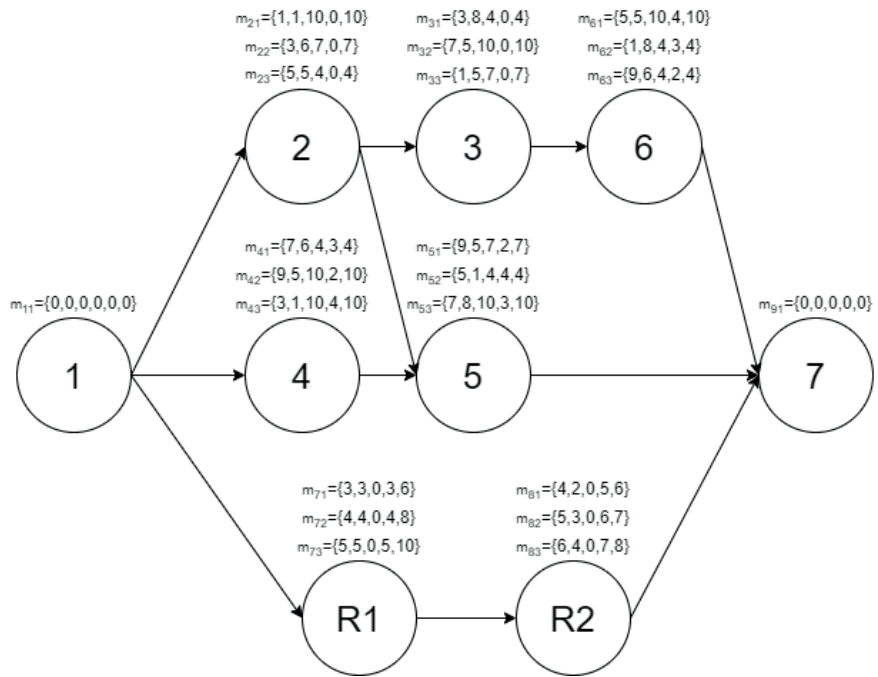 m21={1,1,10,0,10}
m22={3,6,7,0,7}
m23={5,5,4,0,4}
m31={3,8,4,0,4}
m32={7,5,10,0,10}
m33={1,5,7,0,7}
m61={5,5,10,4,10}
m62={1,8,4,3,4}
m63={9,6,4,2,4}
2
3
6
m41={7,6,4,3,4}
m42={9,5,10,2,10}
m43={3,1,10,4,10}
m51={9,5,7,2,7}
m52={5,1,4,4,4}
m53={7,8,10,3,10}
m11={0,0,0,0,0,0}
m91={0,0,0,0,0}
1
4
5
7
m71={3,3,0,3,6}
m72={4,4,0,4,8}
m73={5,5,0,5,10}
m81={4,2,0,5,6}
m82={5,3,0,6,7}
m83={6,4,0,7,8}
R1
R2